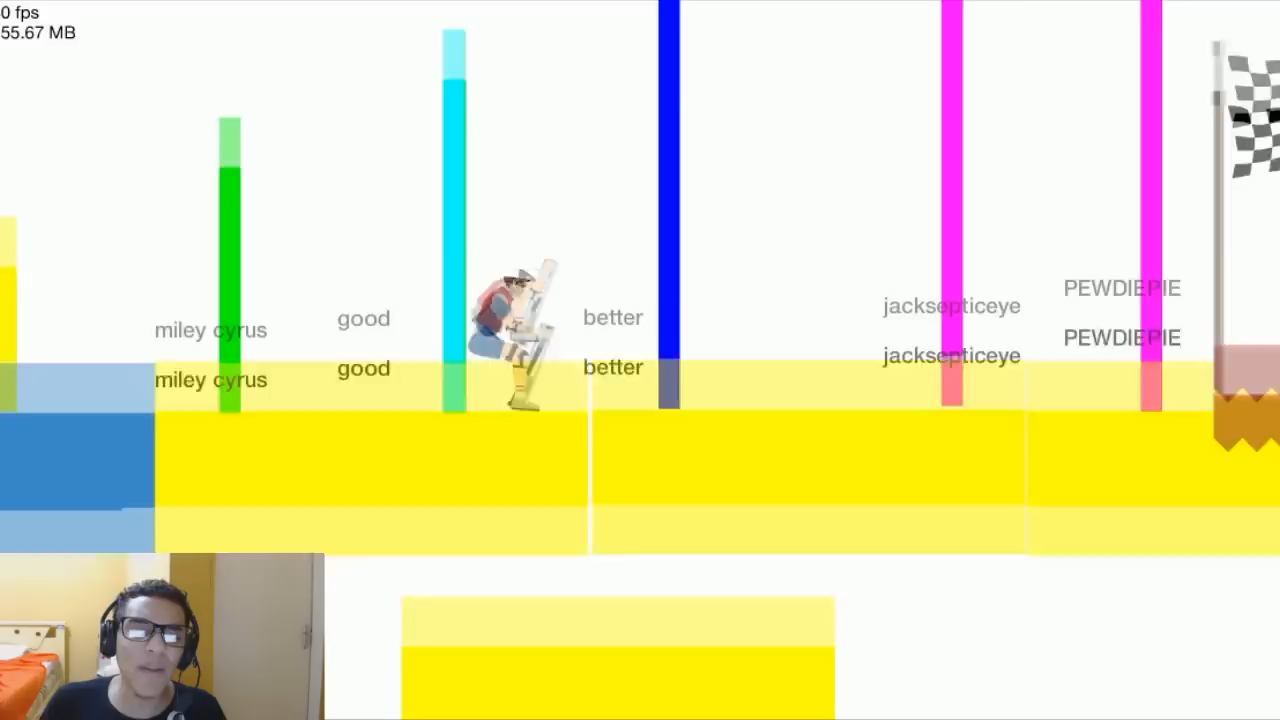 0 fps
55.67 MB
miley cyrus
good
better
jacksepticeye
PEWDIEPIE
miley cyrus
good
better
jacksepticeye
PEWDIEPIE